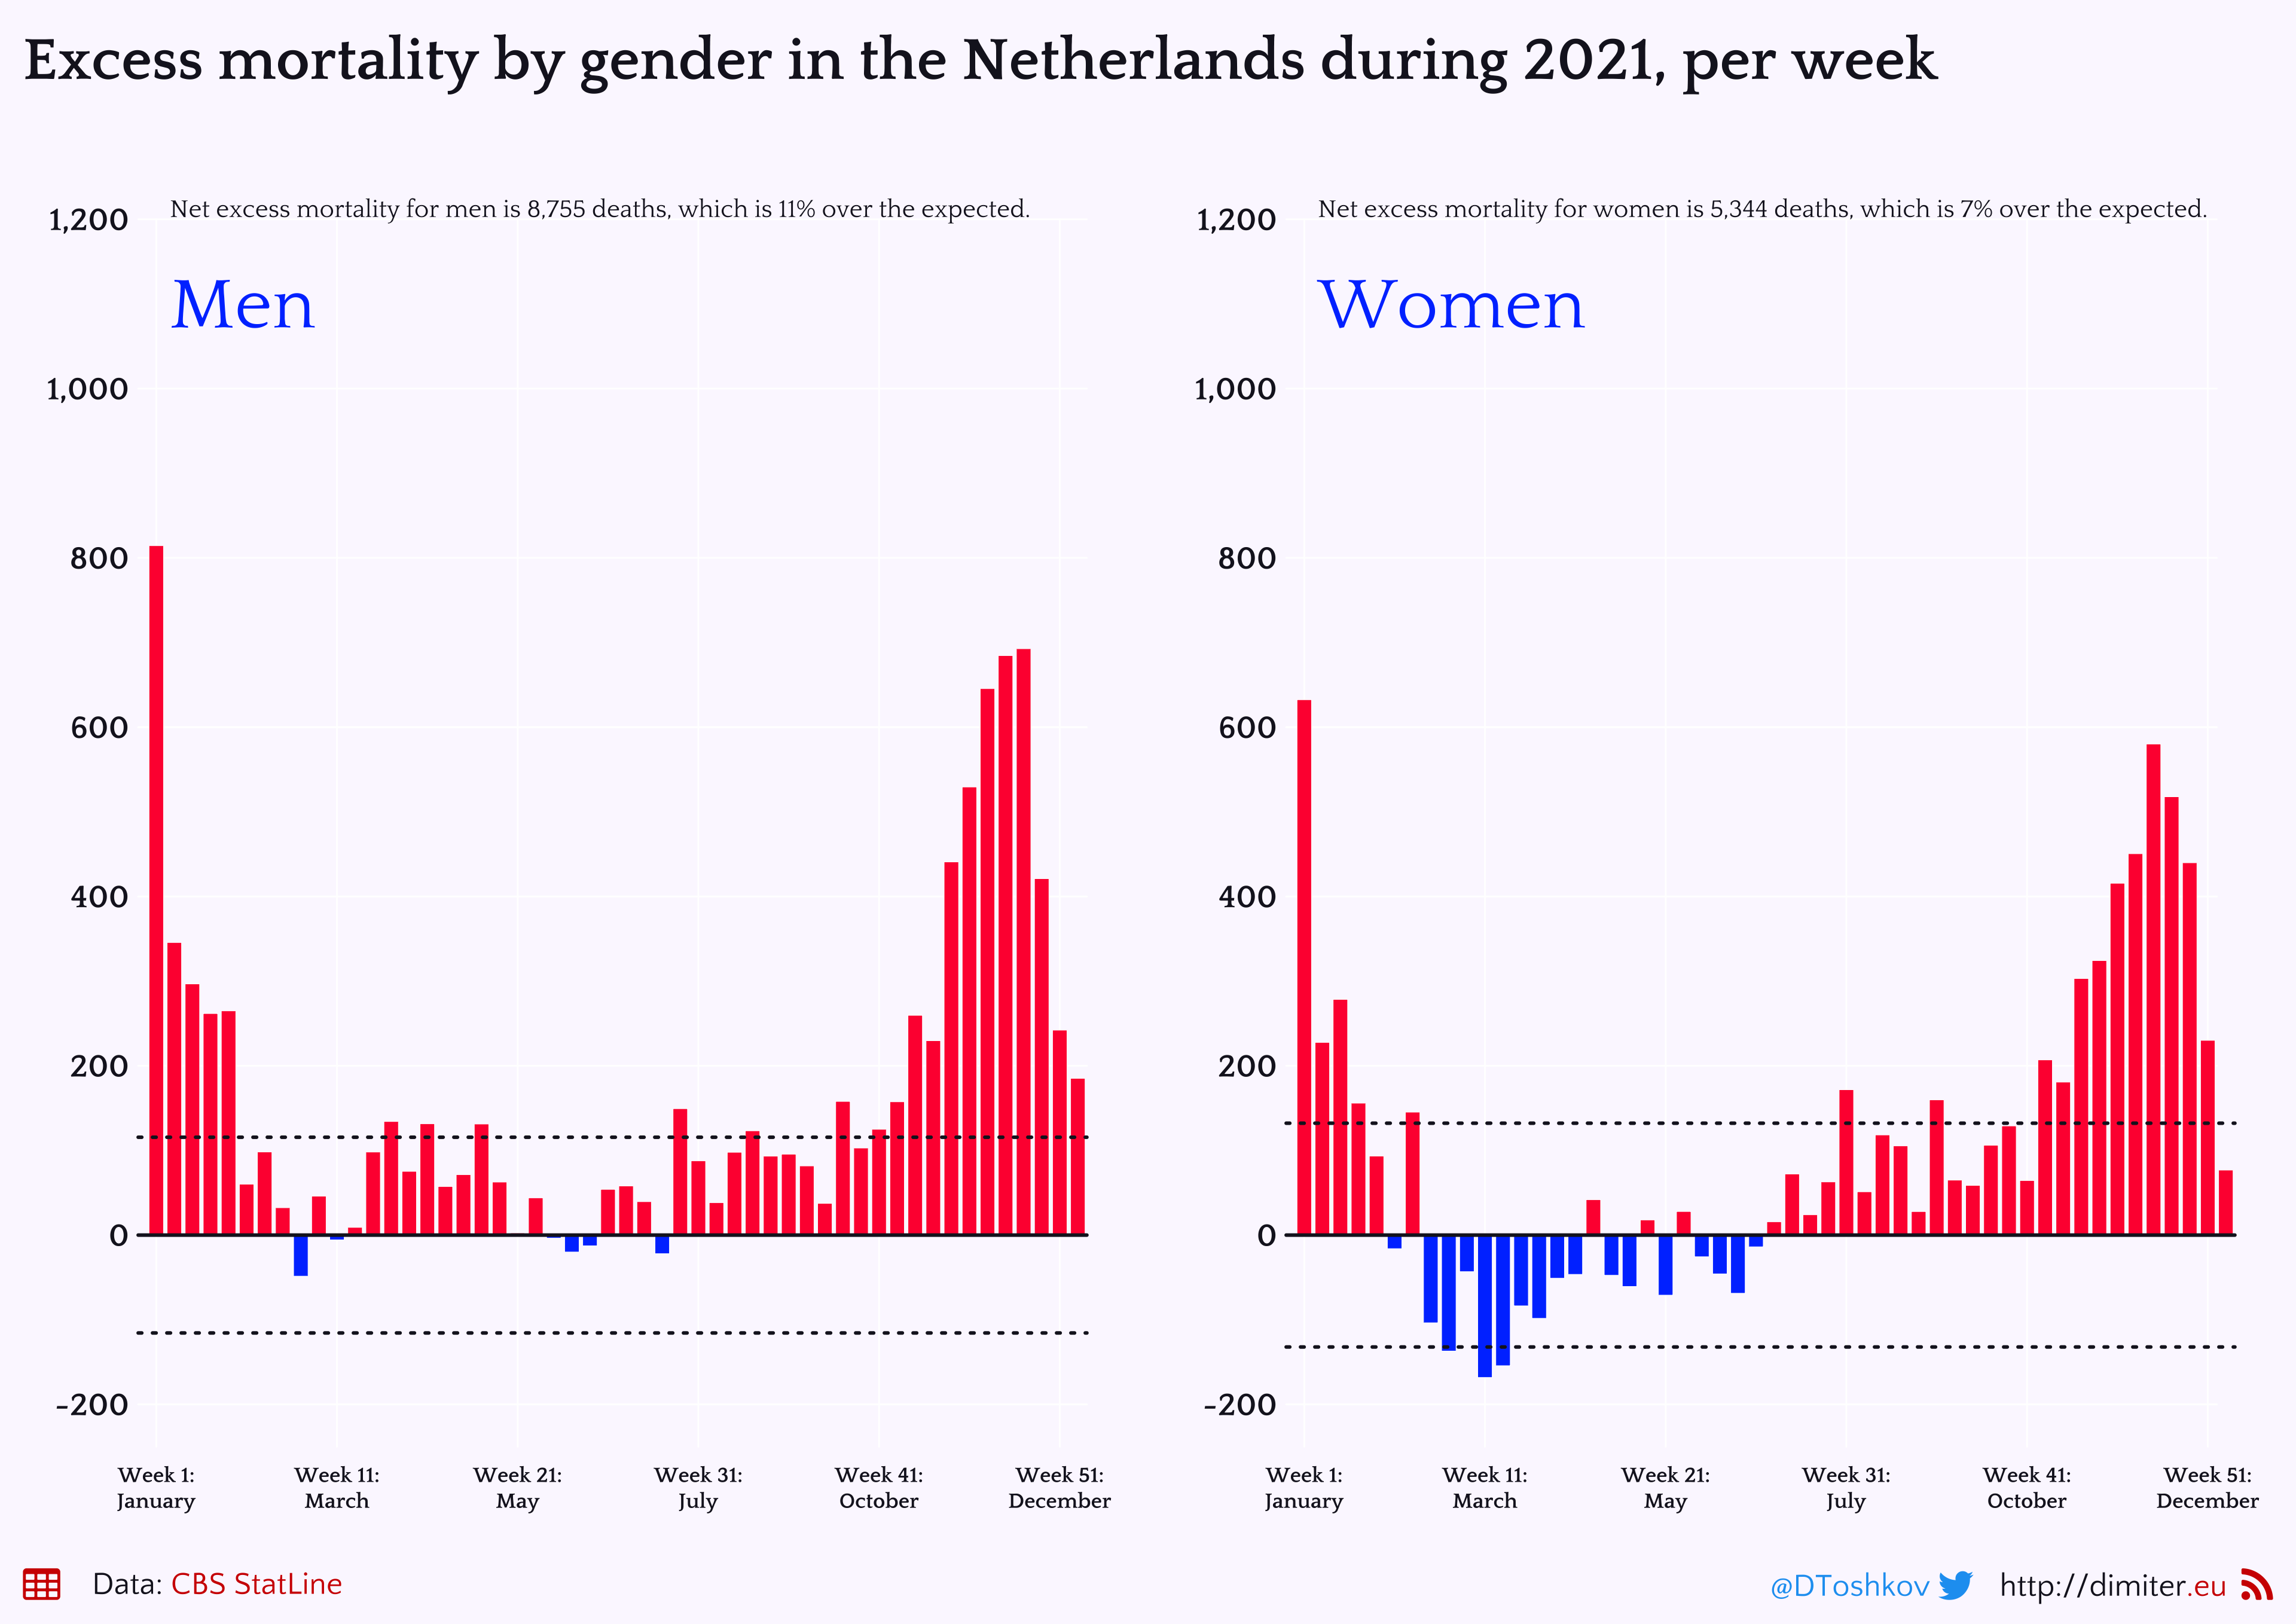 Excess mortality by gender in the Netherlands during 2021, per week
Net excess mortality for men is 8,755 deaths, which is 11% over the expected.
Men
1,200
1,000
800
600
400
200
0
-200
Week 1:
January
Week 11:
March
Week 21:
May
Week 31:
July
Week 41:
October
Week 51:
December
Net excess mortality for women is 5,344 deaths, which is 7% over the expected.
Women
1,200
1,000
800
600
400
200
0
-200
Week 1:
January
Week 11:
March
Week 21:
May
Week 31:
July
Week 41:
October
Week 51:
December
Data: CBS StatLine
@DToshkov
http://dimiter.eu